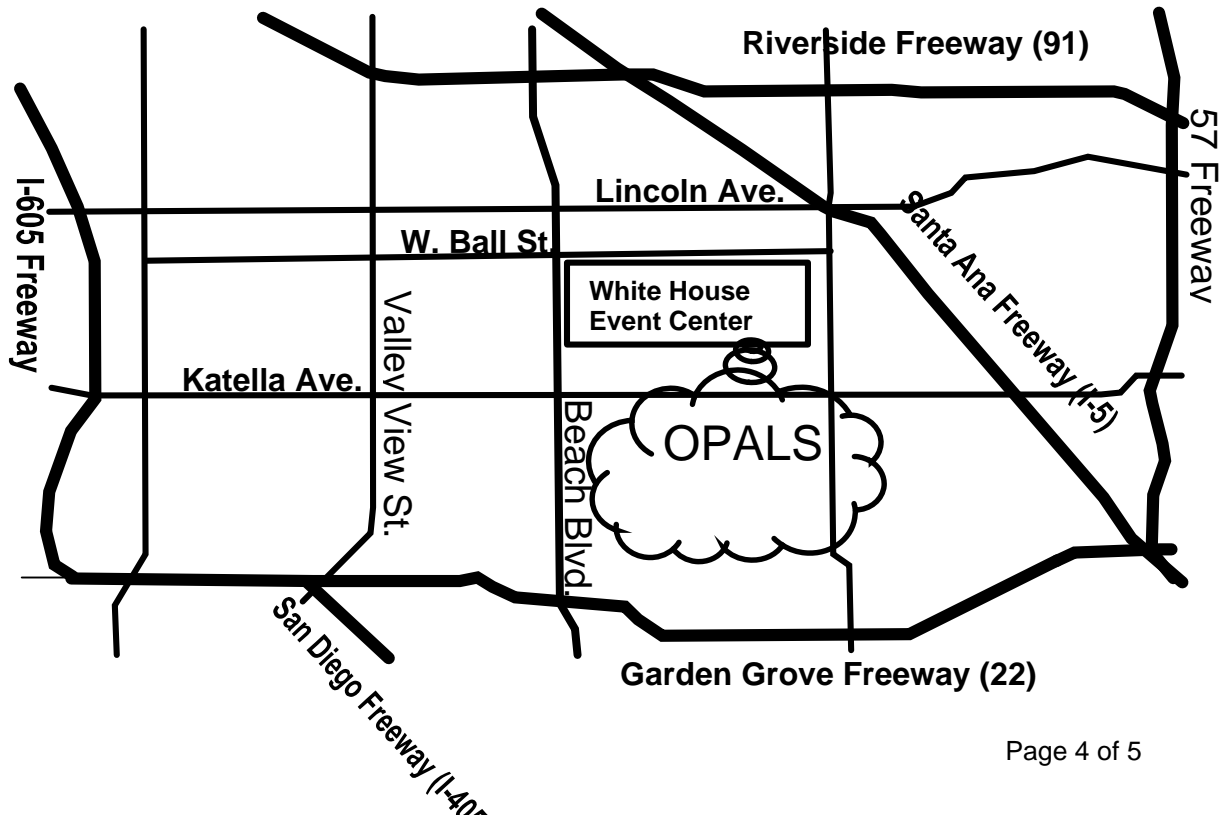 Riverside Freeway (91)
57 Freeway
I-605 Freeway
Lincoln Ave.
Santa Ana Freeway (I-5)
W. Ball St.
White House
Event Center
Valley View St.
Katella Ave.
Beach Blvd.
OPALS
San Diego Freeway (I-405
Garden Grove Freeway (22)
Page 4 of 5